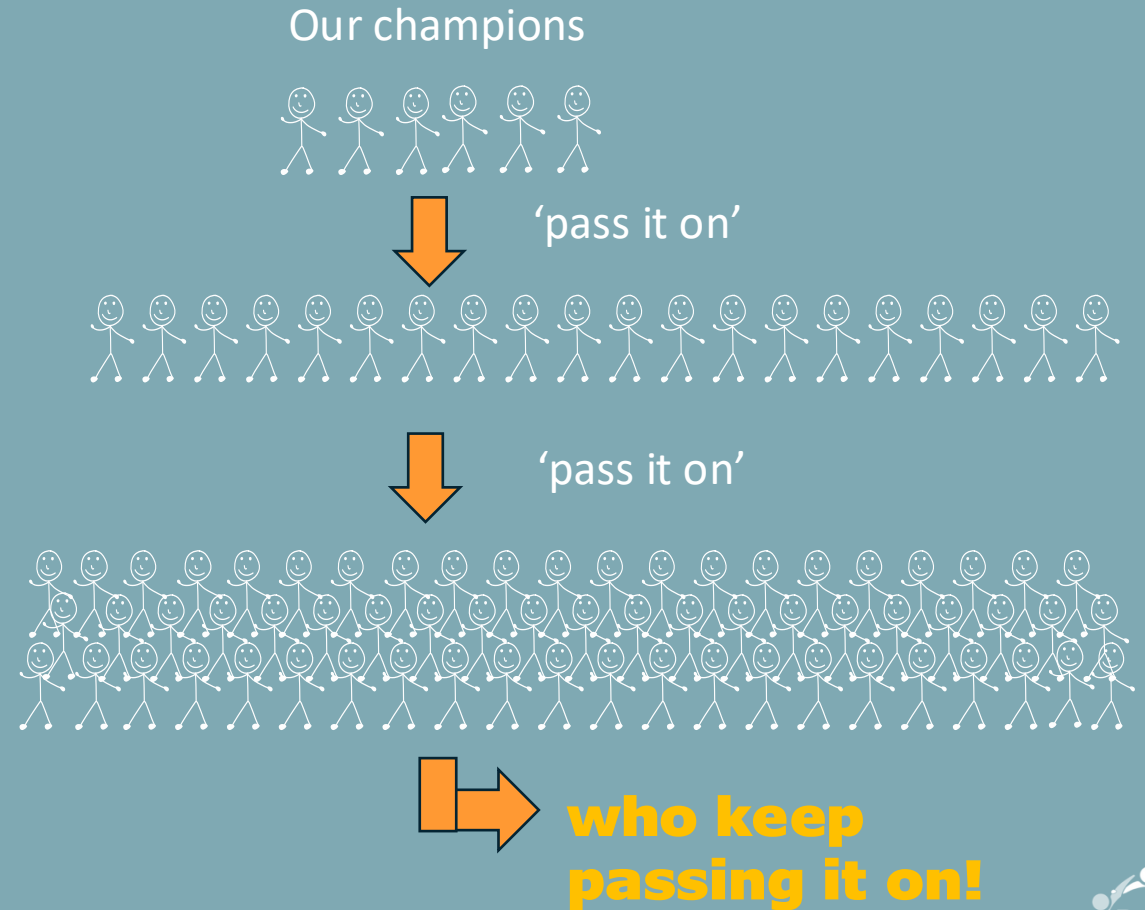 Our champions
‘pass it on’
‘pass it on’
who keep
passing it on!